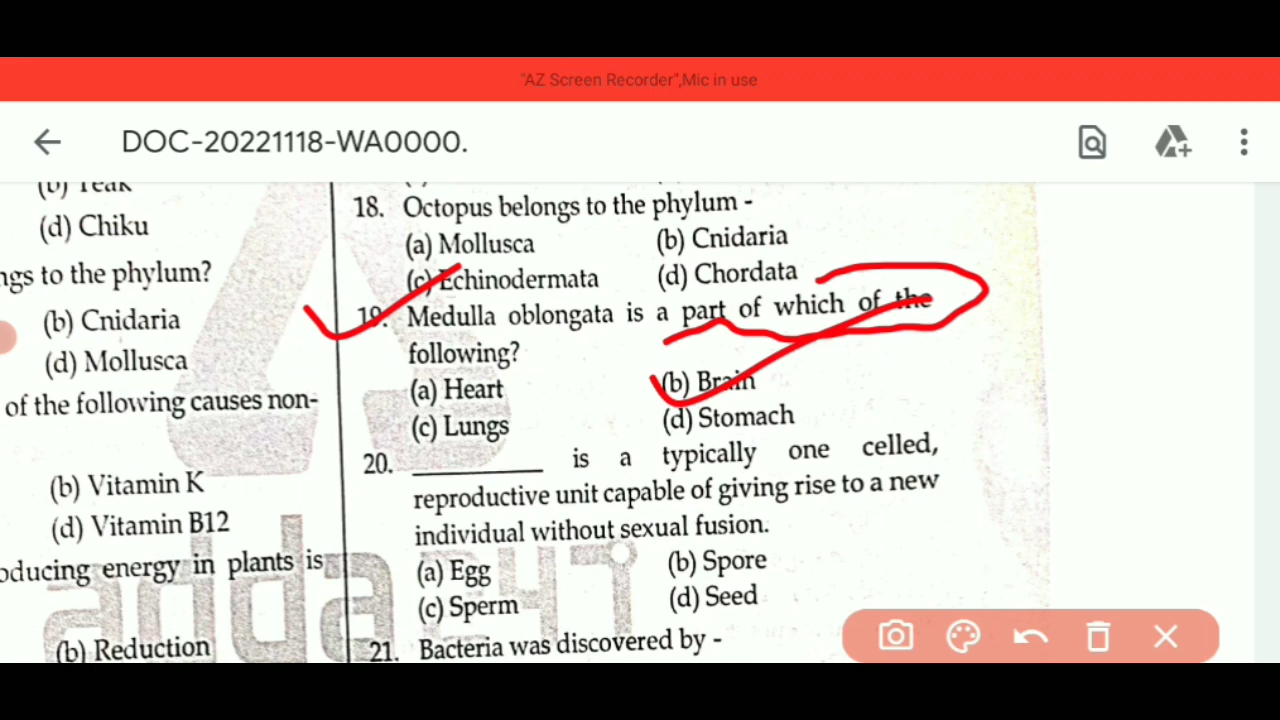 "AZ Screen Recorder",Mic in use
DOC-20221118-WA0000.
(b) Teak
(d) Chiku
ngs to the phylum?
(b) Cnidaria
(d) Mollusca
of the following causes non-
(b) Vitamin K
(d) Vitamin B12
oducing energy in plants is
(b) Reduction
18. Octopus belongs to the phylum -
(a) Mollusca (b) Cnidaria
(c) Echinodermata (d) Chordata
19. Medulla oblongata is a part of which of the
following?
(a) Heart (b) Brain
(c) Lungs (d) Stomach
20. __________ is a typically one celled,
reproductive unit capable of giving rise to a new
individual without sexual fusion.
(a) Egg (b) Spore
(c) Sperm (d) Seed
21. Bacteria was discovered by -
adda 247